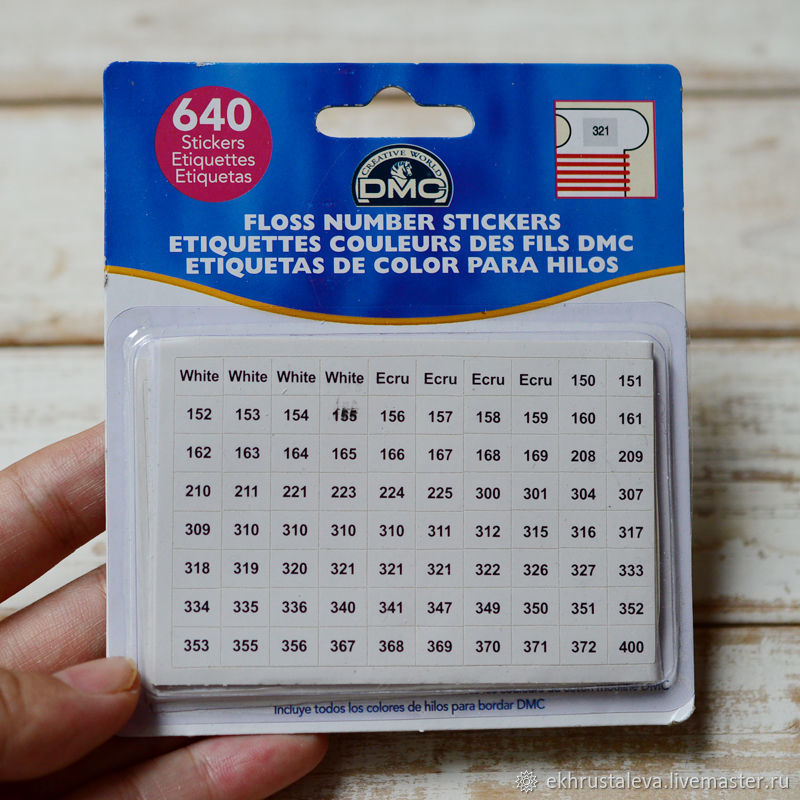 640
Stickers
Etiquettes
Etiquetas
321
CREATIVE WORLD
DMC
FLOSS NUMBER STICKERS
ETIQUETTES COULEURS DES FILS DMC
ETIQUETAS DE COLOR PARA HILOS
White White White White Ecru Ecru Ecru Ecru 150 151
152 153 154 155 156 157 158 159 160 161
162 163 164 165 166 167 168 169 208 209
210 211 221 223 224 225 300 301 304 307
309 310 310 310 310 311 312 315 316 317
318 319 320 321 321 321 322 326 327 333
334 335 336 340 341 347 349 350 351 352
353 355 356 367 368 369 370 371 372 400
DMC
Incluye todos los colores de hilos para bordar DMC
ekhrustaleva.livemaster.ru